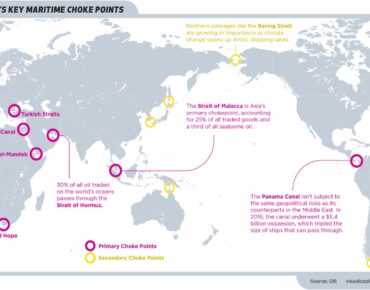 'S KEY MARITIME CHOKE POINTS
Northern passages like the Bering Strait
are growing in importance as climate
change opens up Arctic shipping lanes.
Turkish Straits
Canal
The Strait of Malacca is Asia's
primary chokepoint, accounting
for 25% of all traded goods and
a third of all seaborne oil.
al-Mandeb
30% of all oil traded
on the world's oceans
passes through the
Strait of Hormuz.
The Panama Canal isn't subject to
the same geopolitical risks as its
counterparts in the Middle East. In
2016, the canal underwent a $5.4
billion expansion, which tripled the
size of ships that can pass through.
d Hope
Primary Choke Points
Secondary Choke Points
Source: GIS
visualcapi